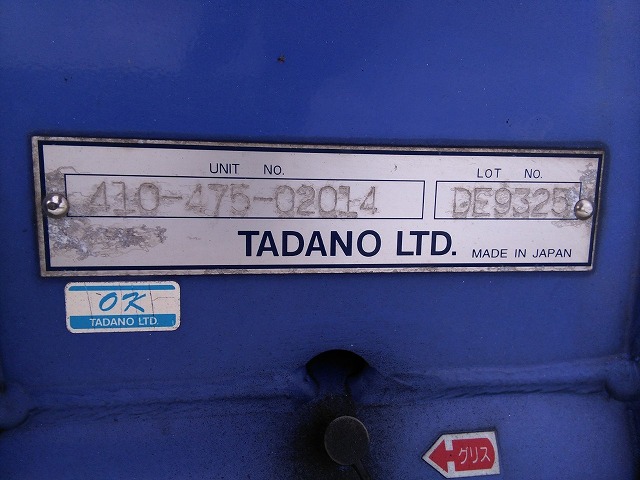 UNIT NO.
LOT NO.
410-475-02014
DE9325
TADANO LTD.
MADE IN JAPAN
OK
TADANO LTD.
グリス